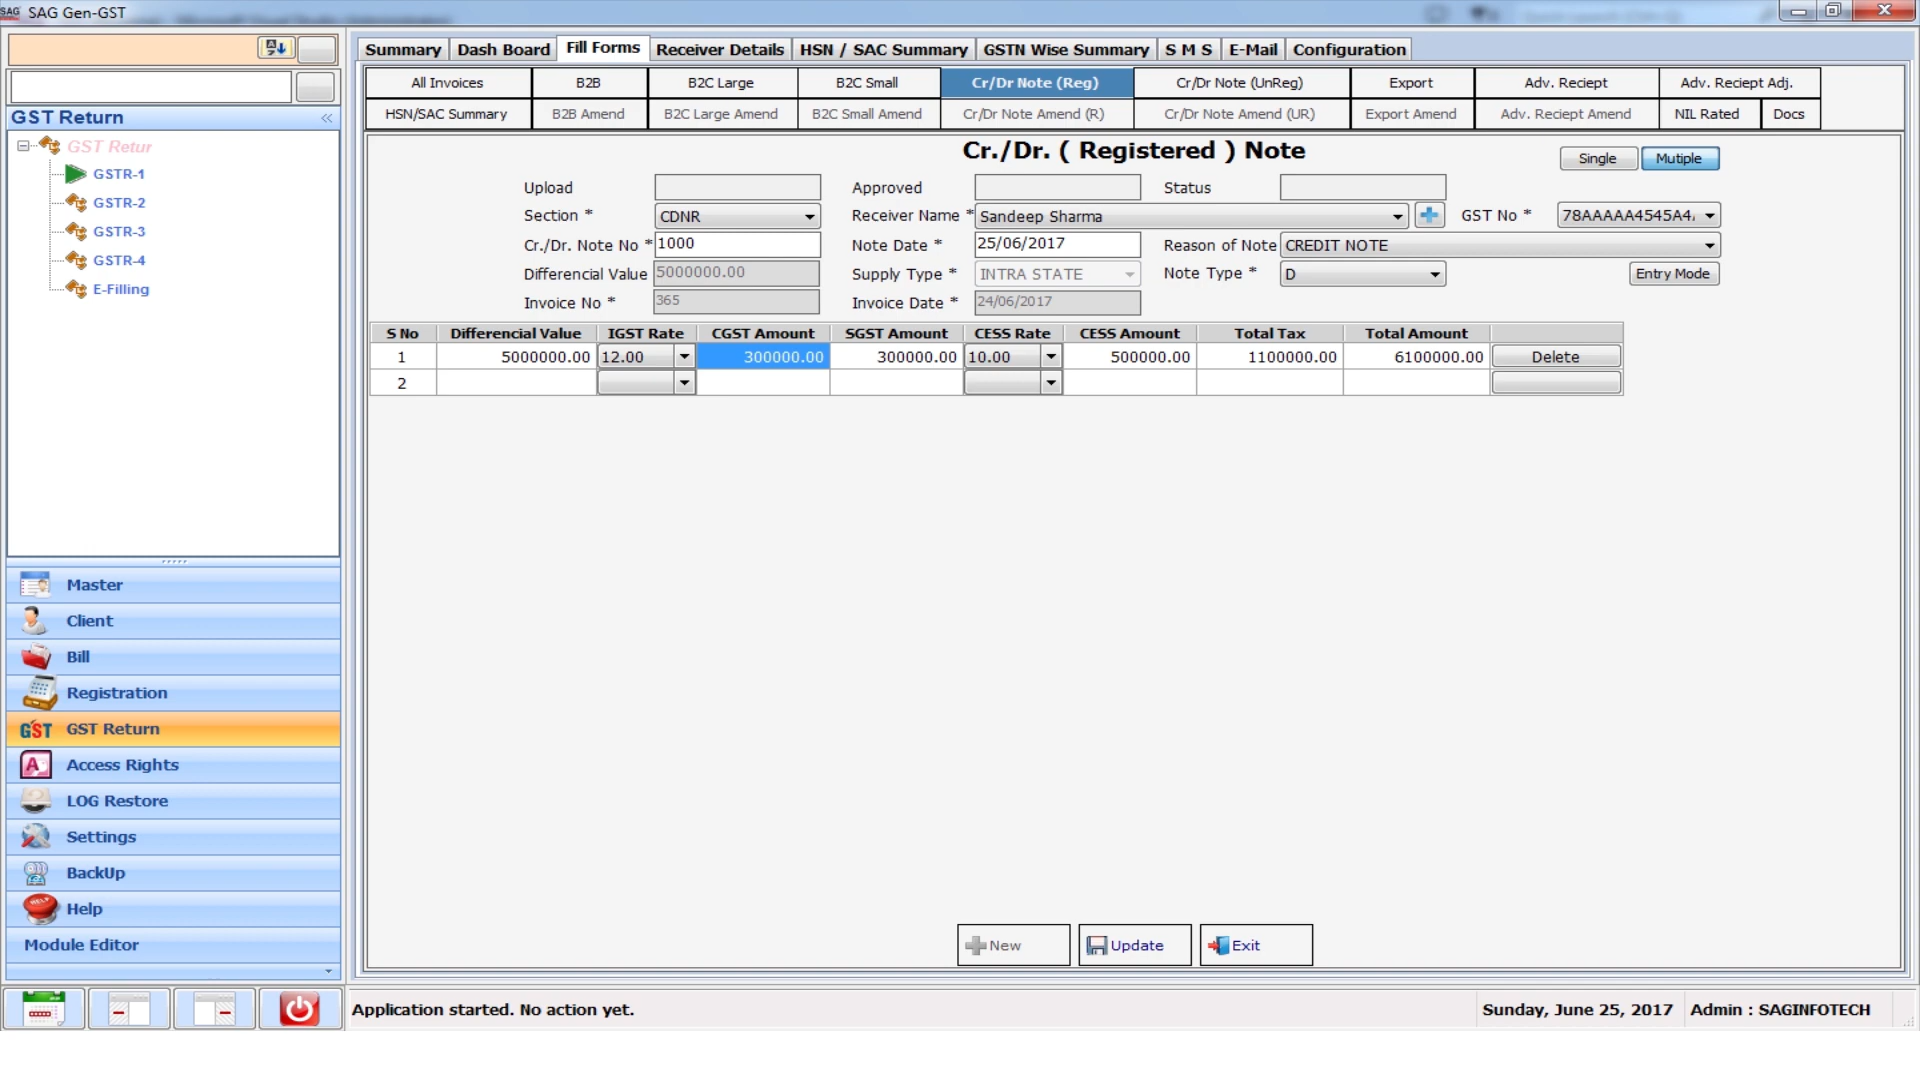 SAG SAG Gen-GST
GST Return
GST Retur
GSTR-1
GSTR-2
GSTR-3
GSTR-4
E-Filling
Master
Client
Bill
Registration
GST GST Return
Access Rights
LOG Restore
Settings
BackUp
Help
Module Editor
Summary Dash Board Fill Forms Receiver Details HSN / SAC Summary GSTN Wise Summary S M S E-Mail Configuration
All Invoices B2B B2C Large B2C Small Cr/Dr Note (Reg) Cr/Dr Note (UnReg) Export Adv. Reciept Adv. Reciept Adj.
HSN/SAC Summary B2B Amend B2C Large Amend B2C Small Amend Cr/Dr Note Amend (R) Cr/Dr Note Amend (UR) Export Amend Adv. Reciept Amend NIL Rated Docs
Cr./Dr. ( Registered ) Note
Single Mutiple
Upload Approved Status
Section * CDNR Receiver Name * Sandeep Sharma GST No * 78AAAAA4545A4
Cr./Dr. Note No * 1000 Note Date * 25/06/2017 Reason of Note CREDIT NOTE
Differencial Value 5000000.00 Supply Type * INTRA STATE Note Type * D Entry Mode
Invoice No * 365 Invoice Date * 24/06/2017
S No Differencial Value IGST Rate CGST Amount SGST Amount CESS Rate CESS Amount Total Tax Total Amount
1 5000000.00 12.00 300000.00 300000.00 10.00 500000.00 1100000.00 6100000.00 Delete
2
New Update Exit
Application started. No action yet. Sunday, June 25, 2017 Admin : SAGINFOTECH